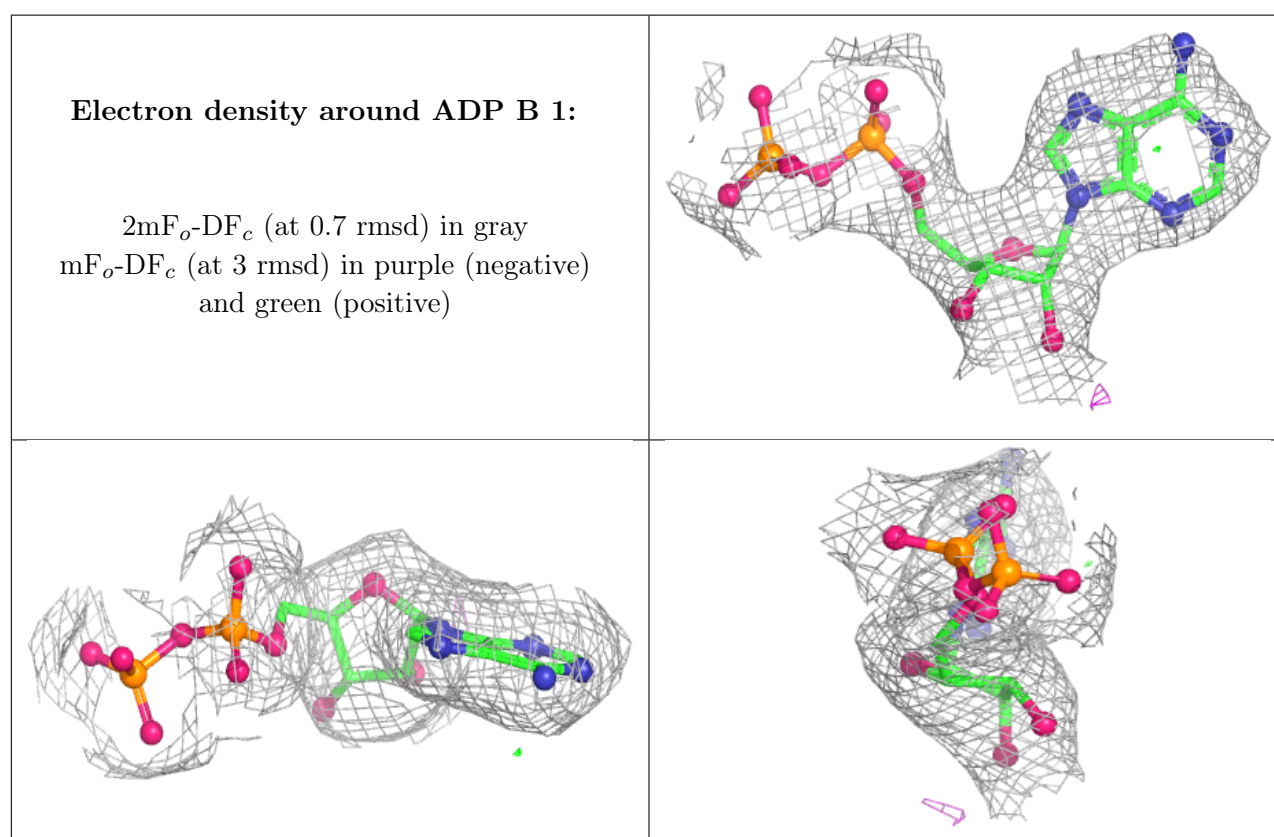 Electron density around ADP B 1:
2mFo-DFc (at 0.7 rmsd) in gray
mFo-DFc (at 3 rmsd) in purple (negative)
and green (positive)